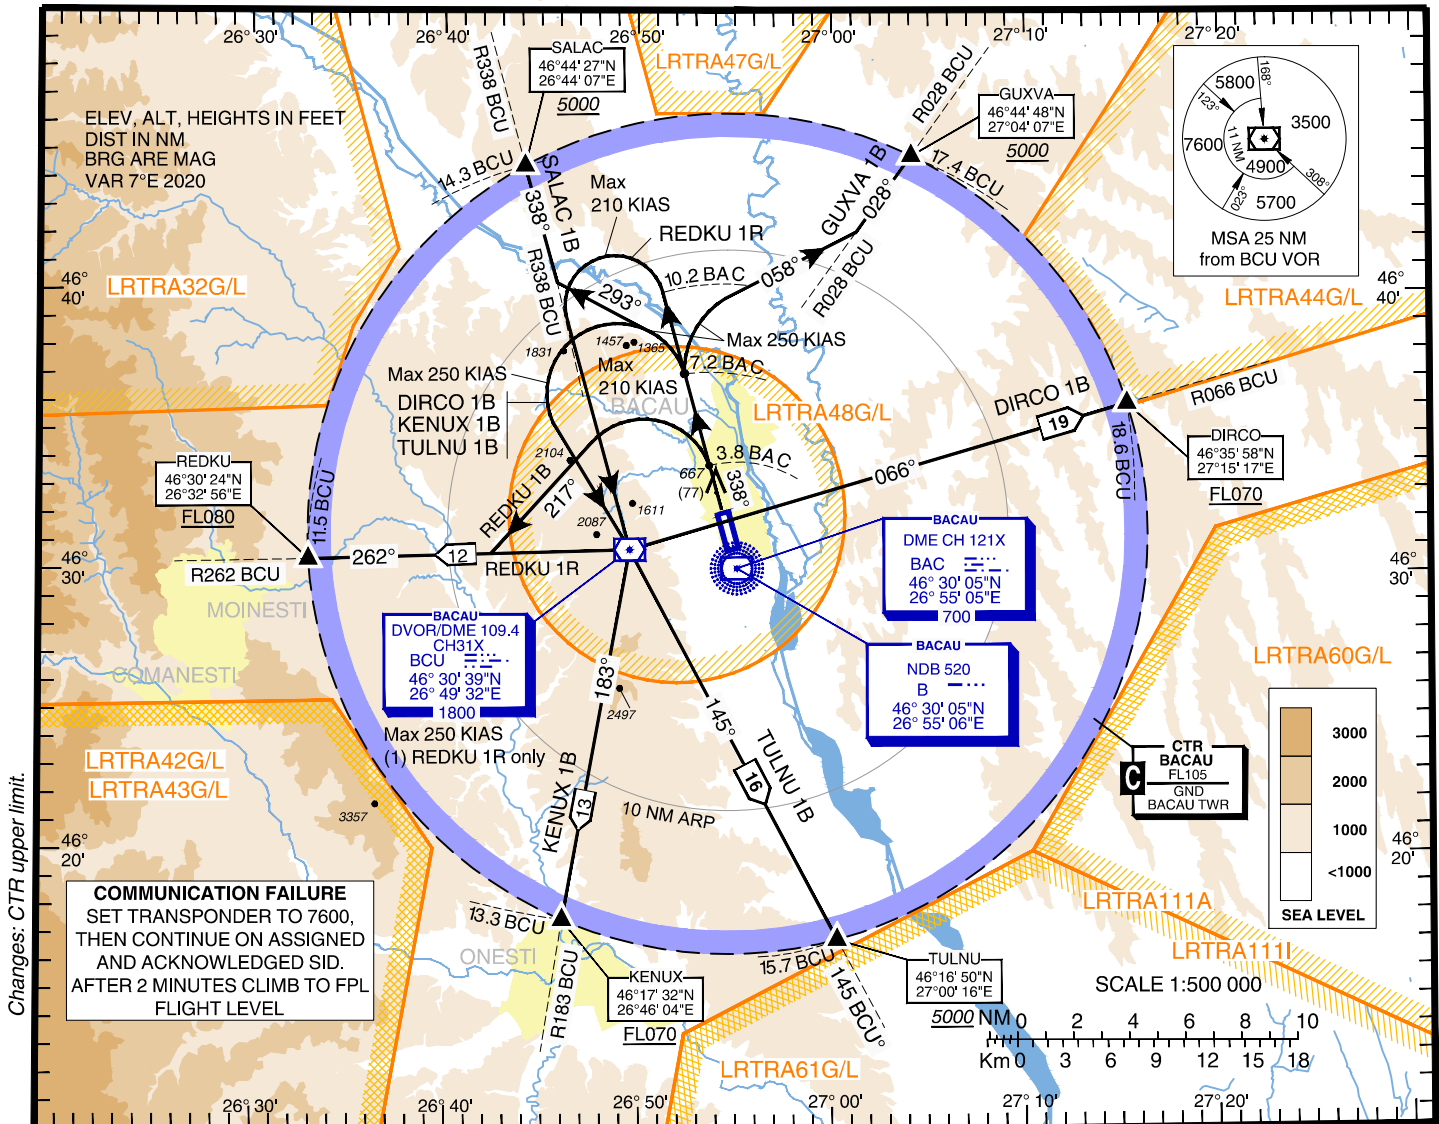 26° 30'
26° 40'
26° 50'
27° 00'
27° 10'
27° 20'
ELEV, ALT, HEIGHTS IN FEET
DIST IN NM
BRG ARE MAG
VAR 7°E 2020
R338 BCU
SALAC
46°44' 27"N
26°44' 07"E
5000
LRTRA47G/L
R028 BCU
GUXVA
46°44' 48"N
27°04' 07"E
5000
168°
5800
123°
3500
7600
11 NM
4900
308°
023°
5700
MSA 25 NM
from BCU VOR
14.3 BCU
17.4 BCU
SALAC 1B
338°
R338 BCU
Max
210 KIAS
REDKU 1R
GUXVA 1B
028°
058°
R028 BCU
10.2 BAC
293°
Max 250 KIAS
46°
40'
LRTRA32G/L
LRTRA44G/L
46°
40'
1831
1457
1365
Max
210 KIAS
7.2 BAC
Max 250 KIAS
DIRCO 1B
KENUX 1B
TULNU 1B
BACAU
LRTRA48G/L
DIRCO 1B
19
R066 BCU
066°
18.6 BCU
DIRCO
46°35' 58"N
27°15' 17"E
FL070
REDKU
46°30' 24"N
26°32' 56"E
FL080
11.5 BCU
2104
REDKU 1B
217°
3.8 BAC
667
(77)
338°
1611
2087
262°
12
REDKU 1R
R262 BCU
MOINESTI
COMANESTI
BACAU
DME CH 121X
BAC
46° 30' 05"N
26° 55' 05"E
700
46°
30'
46°
30'
BACAU
DVOR/DME 109.4
CH31X
BCU
46° 30' 39"N
26° 49' 32"E
1800
Max 250 KIAS
(1) REDKU 1R only
BACAU
NDB 520
B
46° 30' 05"N
26° 55' 06"E
LRTRA60G/L
183°
2497
145°
TULNU 1B
16
KENUX 1B
13
10 NM ARP
LRTRA42G/L
LRTRA43G/L
3357
C
CTR
BACAU
FL105
GND
BACAU TWR
3000
2000
1000
<1000
SEA LEVEL
46°
20'
46°
20'
COMMUNICATION FAILURE
SET TRANSPONDER TO 7600,
THEN CONTINUE ON ASSIGNED
AND ACKNOWLEDGED SID.
AFTER 2 MINUTES CLIMB TO FPL
FLIGHT LEVEL
Changes: CTR upper limit.
13.3 BCU
ONESTI
R183 BCU
KENUX
46°17' 32"N
26°46' 04"E
FL070
15.7 BCU
145 BCU°
TULNU
46°16' 50"N
27°00' 16"E
5000
LRTRA111A
LRTRA111I
LRTRA61G/L
SCALE 1:500 000
NM 0 2 4 6 8 10
Km 0 3 6 9 12 15 18
26° 30'
26° 40'
26° 50'
27° 00'
27° 10'
27° 20'